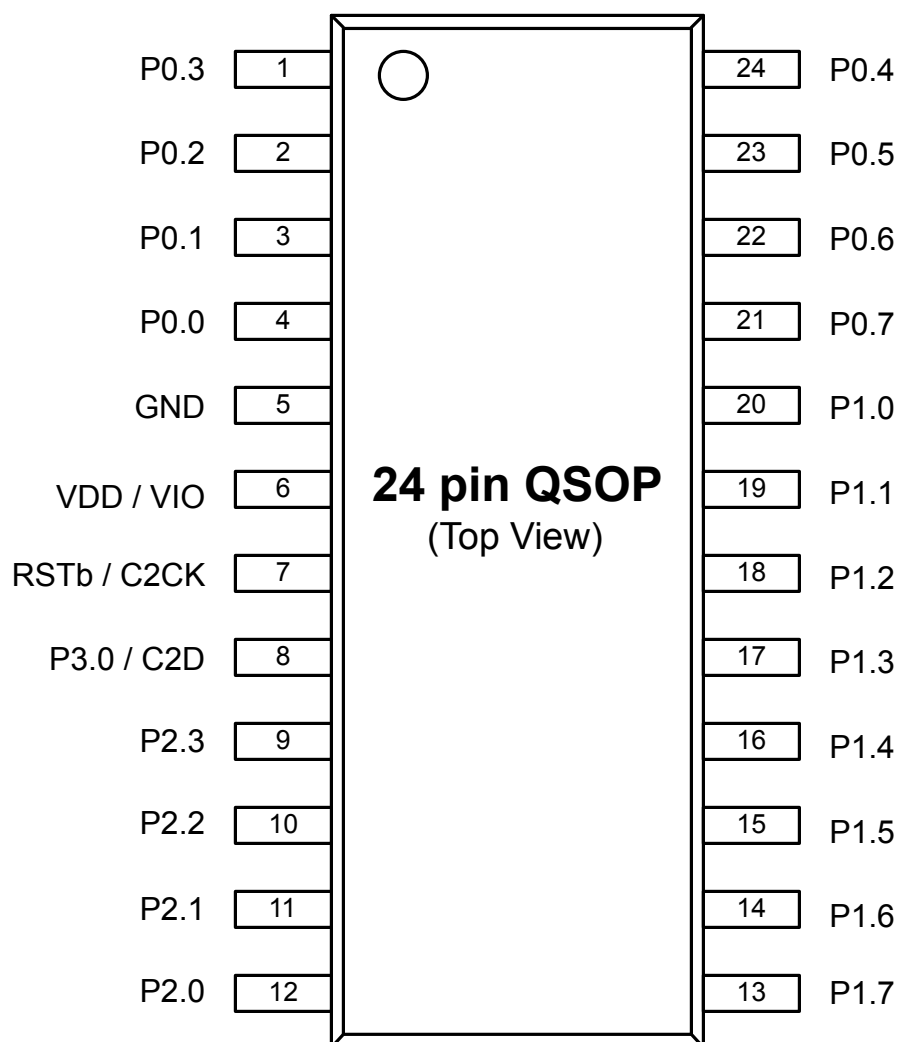 P0.3 1 24 P0.4
P0.2 2 23 P0.5
P0.1 3 22 P0.6
P0.0 4 21 P0.7
GND 5 20 P1.0
VDD / VIO 6 19 P1.1
24 pin QSOP
(Top View)
RSTb / C2CK 7 18 P1.2
P3.0 / C2D 8 17 P1.3
P2.3 9 16 P1.4
P2.2 10 15 P1.5
P2.1 11 14 P1.6
P2.0 12 13 P1.7